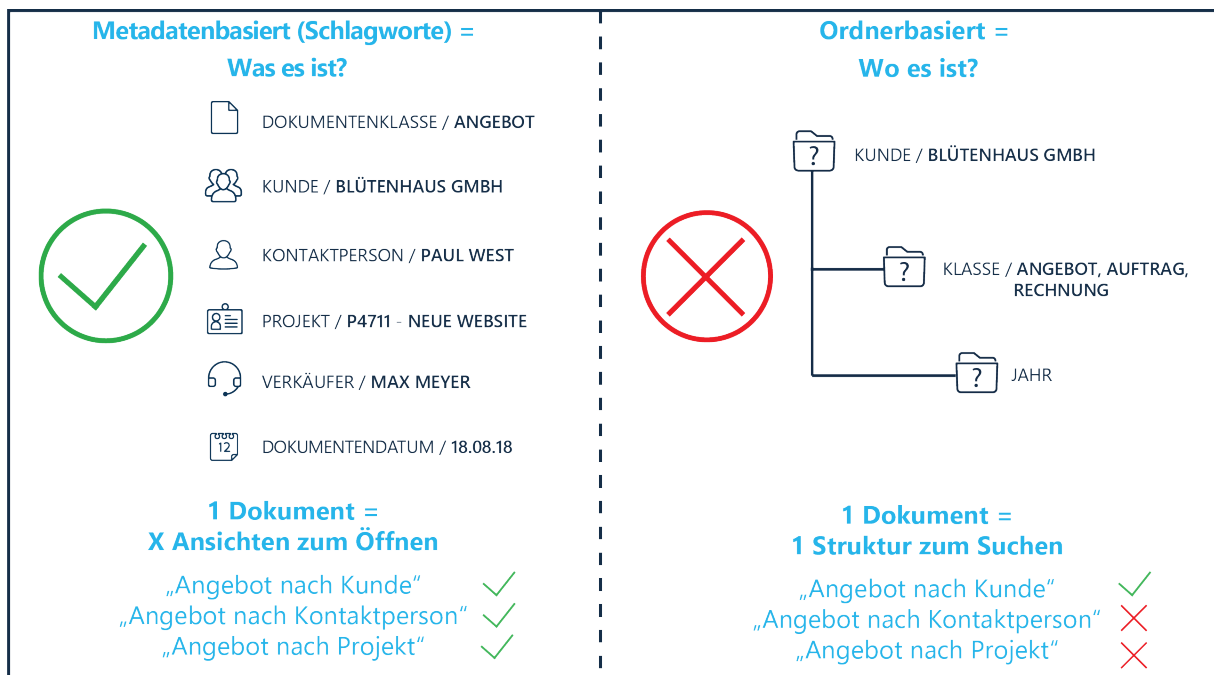 Metadatenbasiert (Schlagworte) =
Was es ist?
DOKUMENTENKLASSE / ANGEBOT
KUNDE / BLÜTENHAUS GMBH
KONTAKTPERSON / PAUL WEST
PROJEKT / P4711 - NEUE WEBSITE
VERKÄUFER / MAX MEYER
12
DOKUMENTENDATUM / 18.08.18
1 Dokument =
X Ansichten zum Öffnen
„Angebot nach Kunde“
„Angebot nach Kontaktperson“
„Angebot nach Projekt“
Ordnerbasiert =
Wo es ist?
? KUNDE / BLÜTENHAUS GMBH
? KLASSE / ANGEBOT, AUFTRAG,
RECHNUNG
? JAHR
1 Dokument =
1 Struktur zum Suchen
„Angebot nach Kunde“
„Angebot nach Kontaktperson“
„Angebot nach Projekt“